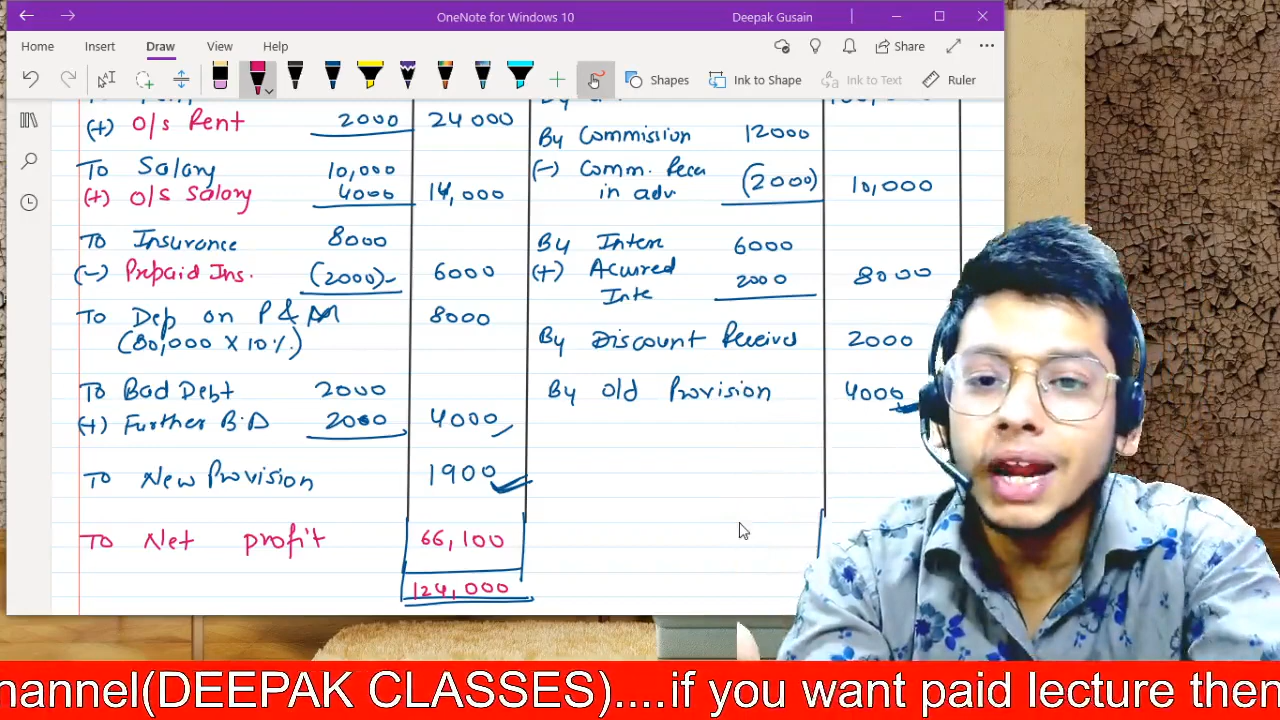 OneNote for Windows 10
Deepak Gusain
Home Insert Draw View Help
Share
Shapes
Ink to Shape
Ink to Text
Ruler
(+) O/s Rent 2000 24000
By Commission 12000
(-) Comm. Rece
in adv (2000) 10,000
To Salary 10,000
(+) O/s Salary 4000 14,000
To Insurance 8000
(-) Prepaid Ins. (2000) 6000
By Inten 6000
(+) Accured
Inte 2000 8000
To Dep on P & M 8000
(80,000 X 10%)
By Discount Received 2000
To Bad Debt 2000
(+) Further B.D 2000 4000
By old Provision 4000
To New Provision 1900
To Net profit 66,100
124,000
hannel(DEEPAK CLASSES)....if you want paid lecture then